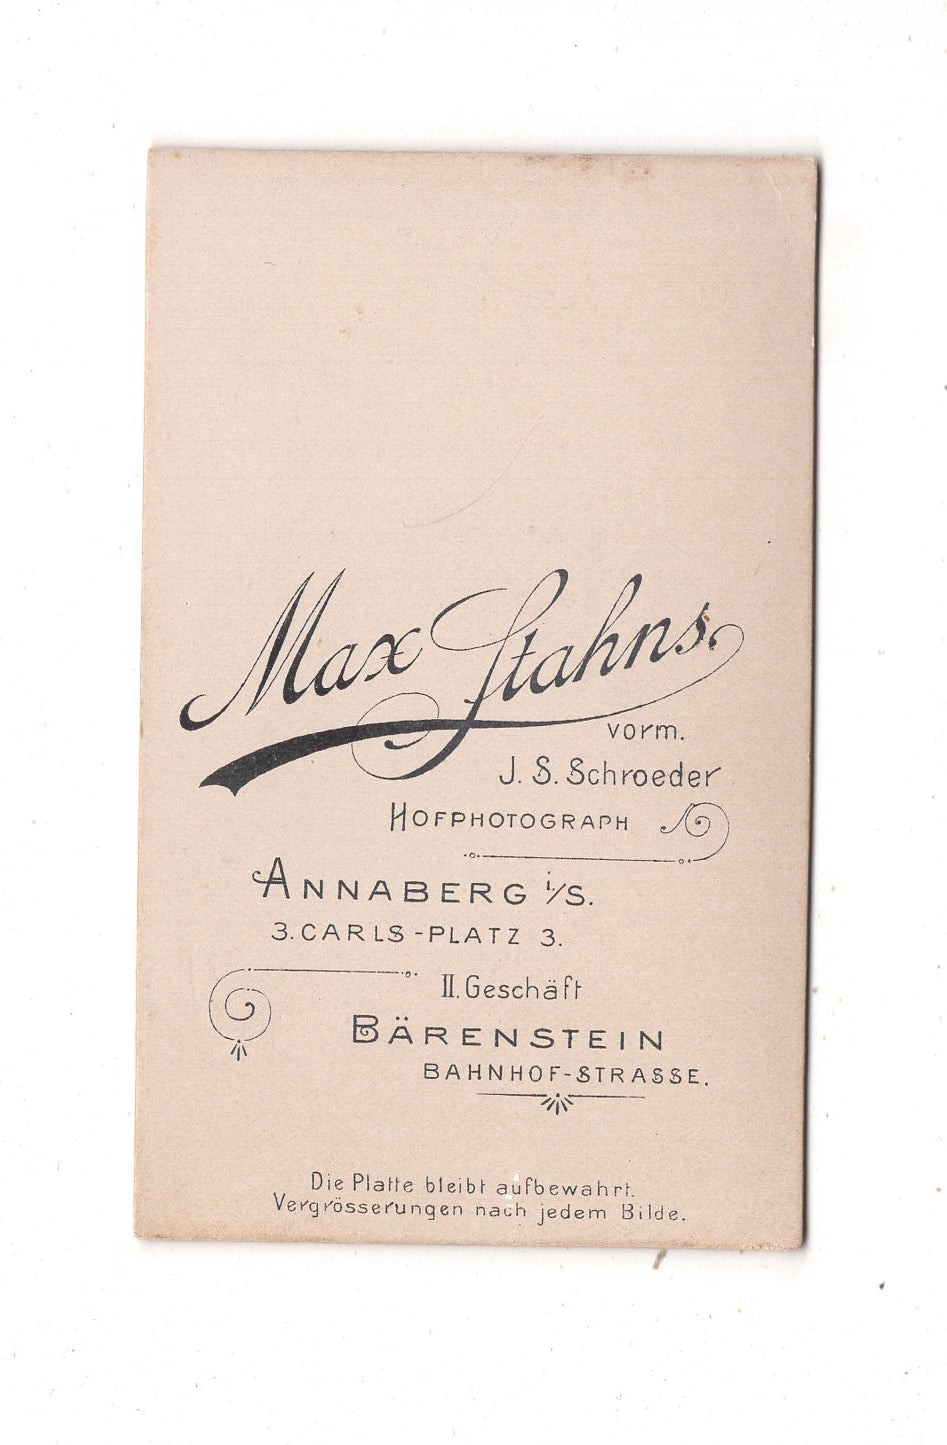 Max Stahns.
vorm.
J. S. Schroeder
HOFPHOTOGRAPH
ANNABERG i/S.
3. CARLS-PLATZ 3.
II. Geschäft
BÄRENSTEIN
BAHNHOF-STRASSE.
Die Platte bleibt aufbewahrt.
Vergrösserungen nach jedem Bilde.